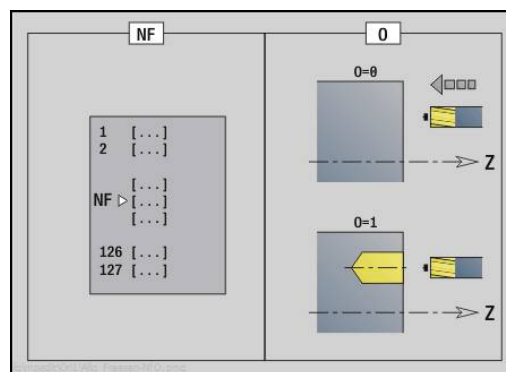 NF
1 [...]
2 [...]
[...]
NF [...]
[...]
126 [...]
127 [...]
O
O=0
Z
O=1
Z